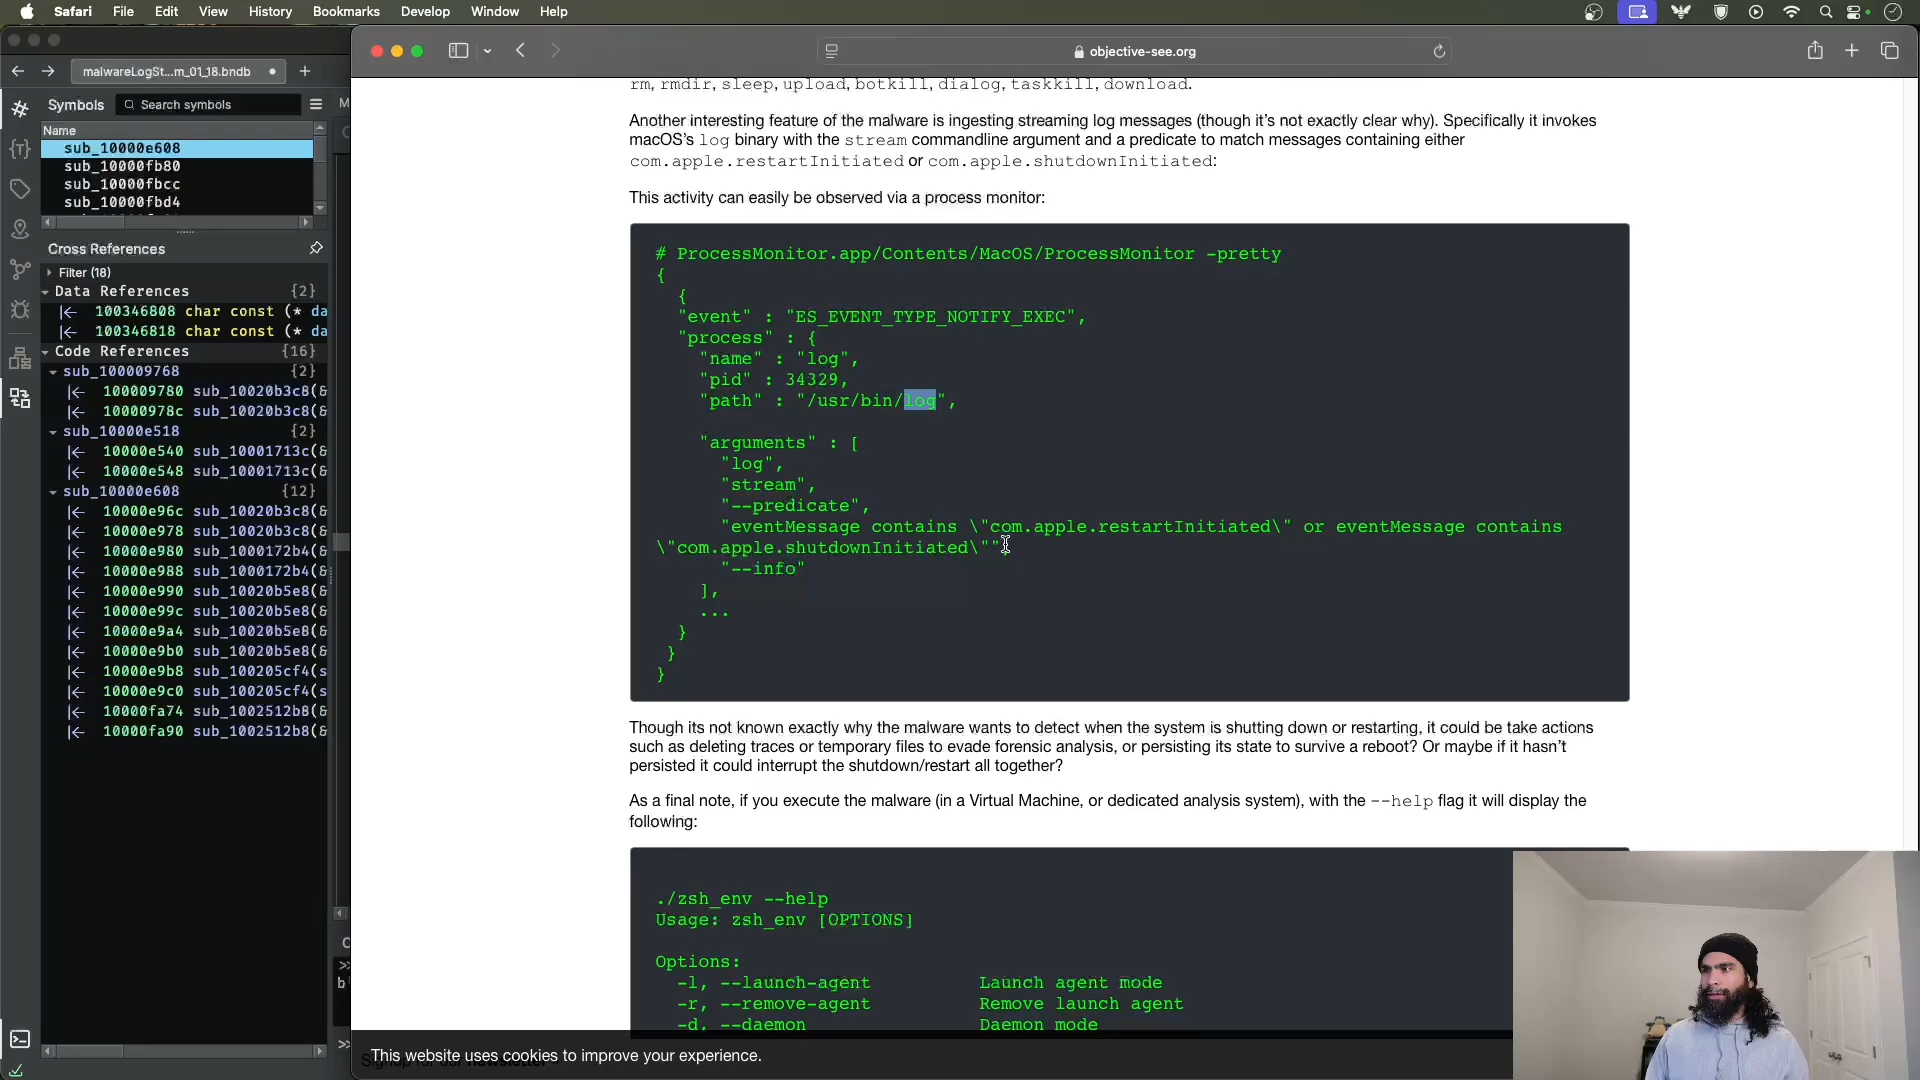 Safari File Edit View History Bookmarks Develop Window Help
malwareLogSt...m_01_18.bndb
objective-see.org
Symbols
Search symbols
Name
sub_10000e608
sub_10000fb80
sub_10000fbcc
sub_10000fbd4
Cross References
Filter (18)
Data References {2}
100346808 char const (* da
100346818 char const (* da
Code References {16}
sub_100009768 {2}
100009780 sub_10020b3c8(&
10000978c sub_10020b3c8(&
sub_10000e518 {2}
10000e540 sub_10001713c(&
10000e548 sub_10001713c(&
sub_10000e608 {12}
10000e96c sub_10020b3c8(&
10000e978 sub_10020b3c8(&
10000e980 sub_1000172b4(&
10000e988 sub_1000172b4(&
10000e990 sub_10020b5e8(&
10000e99c sub_10020b5e8(&
10000e9a4 sub_10020b5e8(&
10000e9b0 sub_10020b5e8(&
10000e9b8 sub_100205cf4(s
10000e9c0 sub_100205cf4(s
10000fa74 sub_1002512b8(&
10000fa90 sub_1002512b8(&
rm, rmdir, sleep, upload, botkill, dialog, taskkill, download.
Another interesting feature of the malware is ingesting streaming log messages (though it's not exactly clear why). Specifically it invokes
macOS's log binary with the stream commandline argument and a predicate to match messages containing either
com.apple.restartInitiated or com.apple.shutdownInitiated:
This activity can easily be observed via a process monitor:
# ProcessMonitor.app/Contents/MacOS/ProcessMonitor -pretty
{
{
"event" : "ES_EVENT_TYPE_NOTIFY_EXEC",
"process" : {
"name" : "log",
"pid" : 34329,
"path" : "/usr/bin/log",
"arguments" : [
"log",
"stream",
"--predicate",
"eventMessage contains \"com.apple.restartInitiated\" or eventMessage contains
\"com.apple.shutdownInitiated\"",
"--info"
],
...
}
}
}
Though its not known exactly why the malware wants to detect when the system is shutting down or restarting, it could be take actions
such as deleting traces or temporary files to evade forensic analysis, or persisting its state to survive a reboot? Or maybe if it hasn't
persisted it could interrupt the shutdown/restart all together?
As a final note, if you execute the malware (in a Virtual Machine, or dedicated analysis system), with the --help flag it will display the
following:
./zsh_env --help
Usage: zsh_env [OPTIONS]
Options:
-l, --launch-agent Launch agent mode
-r, --remove-agent Remove launch agent
-d, --daemon Daemon mode
This website uses cookies to improve your experience.